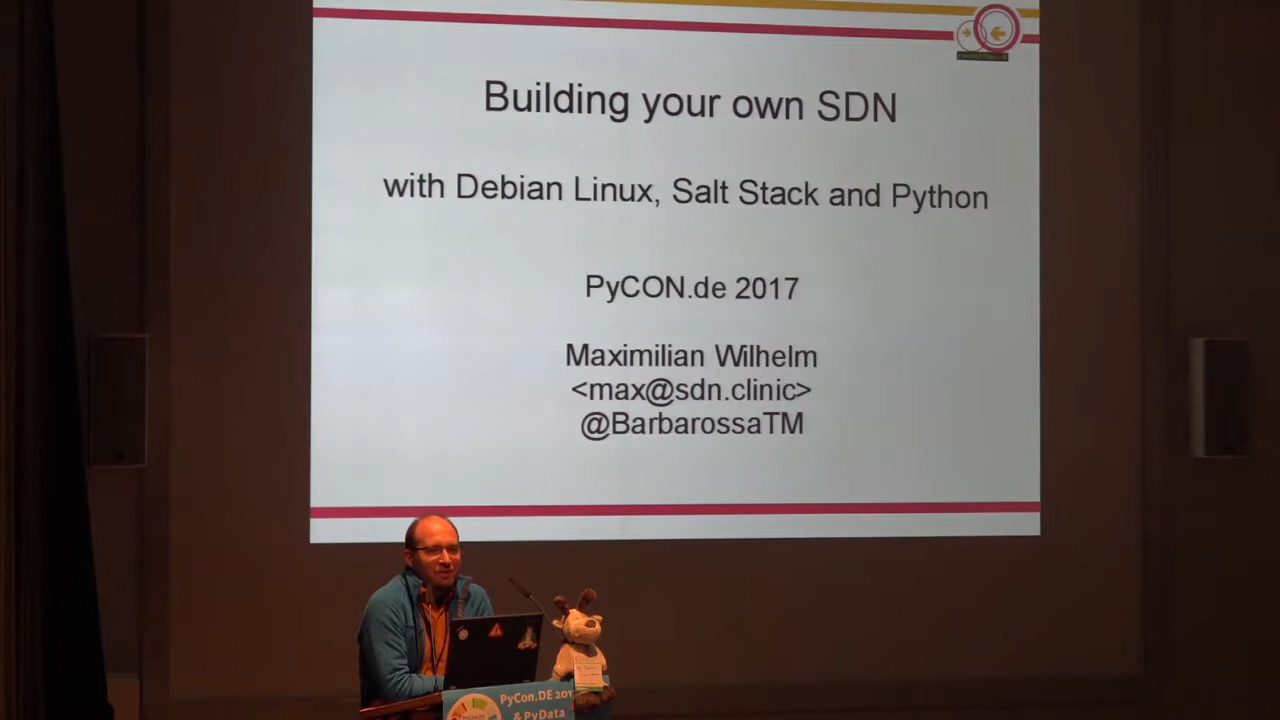 Building your own SDN
with Debian Linux, Salt Stack and Python
PyCON.de 2017
Maximilian Wilhelm
<max@sdn.clinic>
@BarbarossaTM
PyCon.DE 201
& PyData